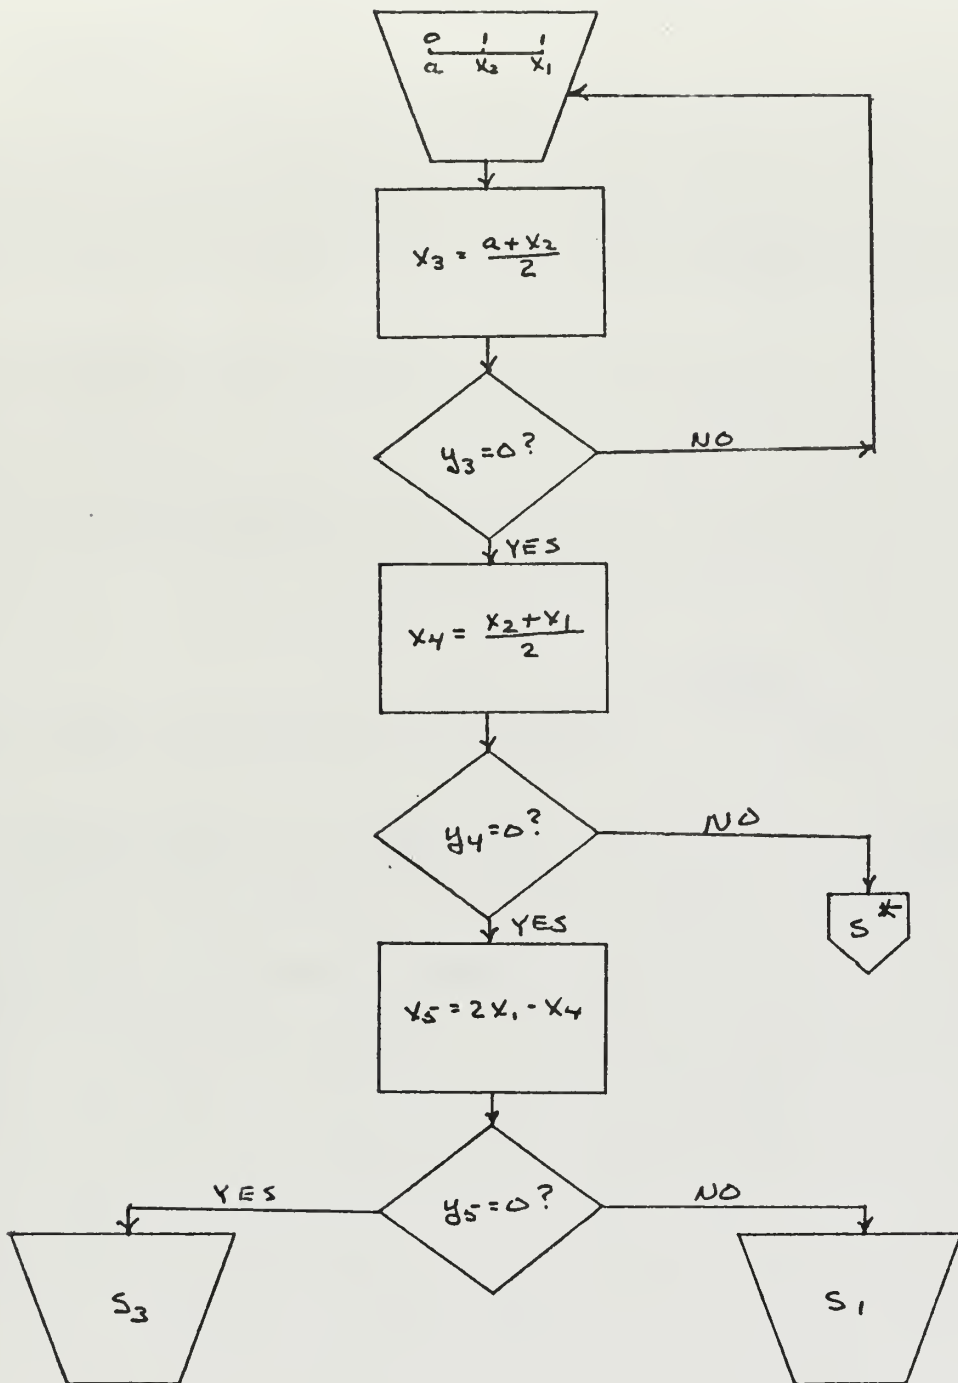 0 1 1
a x₂ x₁
x₃ = (a + x₂)/2
y₃ = 0?
NO
YES
x₄ = (x₂ + x₁)/2
y₄ = 0?
NO
S*
YES
x₅ = 2x₁ - x₄
YES
y₅ = 0?
NO
S₃
S₁